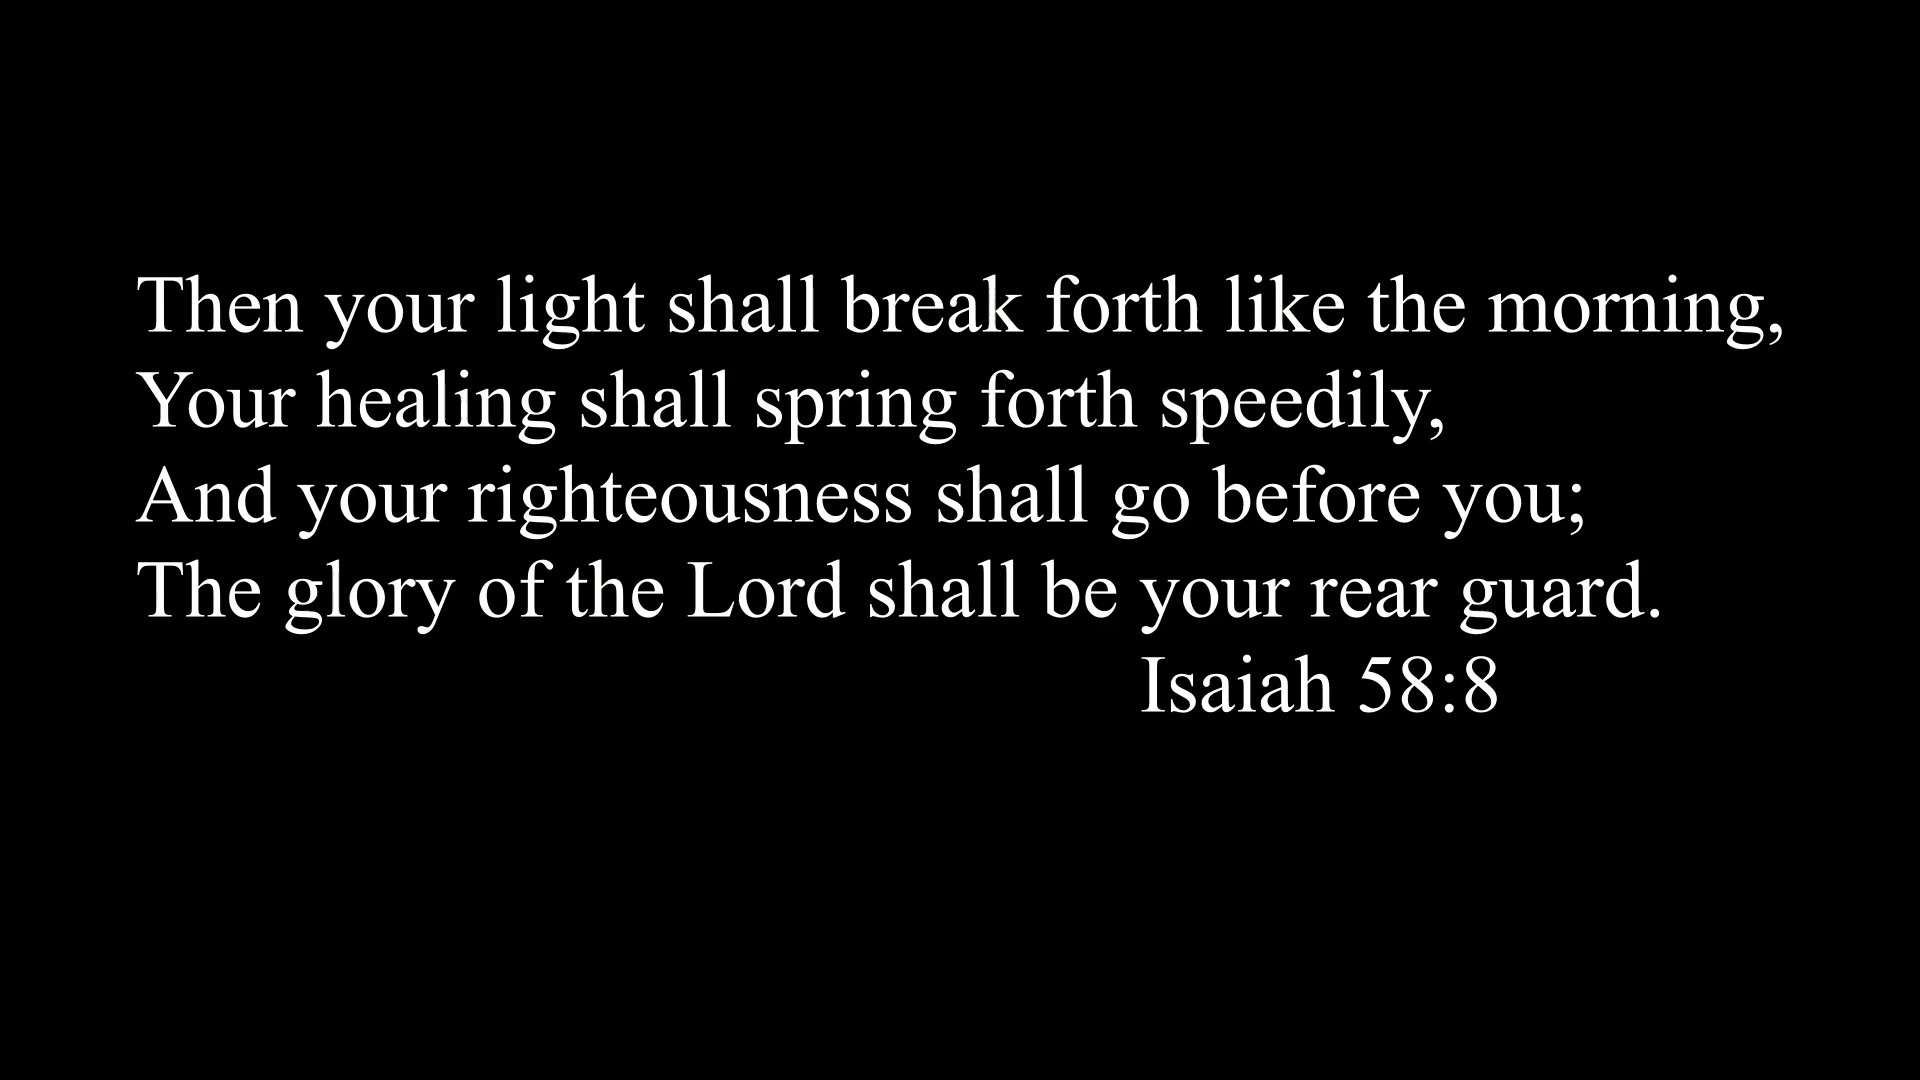 Then your light shall break forth like the morning,
Your healing shall spring forth speedily,
And your righteousness shall go before you;
The glory of the Lord shall be your rear guard.
Isaiah 58:8